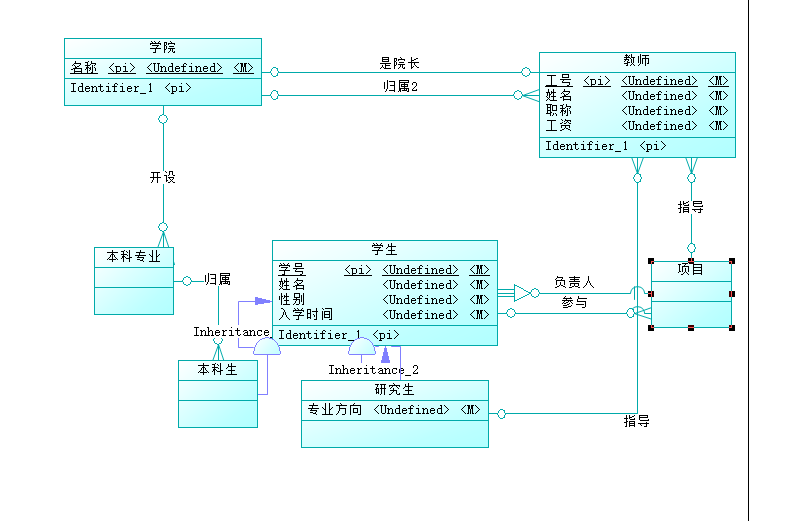 学院
名称 <pi> <Undefined> <M>
Identifier_1 <pi>
是院长
归属2
教师
工号 <pi> <Undefined> <M>
姓名 <Undefined> <M>
职称 <Undefined> <M>
工资 <Undefined> <M>
Identifier_1 <pi>
开设
指导
本科专业
归属
学生
学号 <pi> <Undefined> <M>
姓名 <Undefined> <M>
性别 <Undefined> <M>
入学时间 <Undefined> <M>
Identifier_1 <pi>
负责人
参与
项目
Inheritance_
本科生
Inheritance_2
研究生
专业方向 <Undefined> <M>
指导